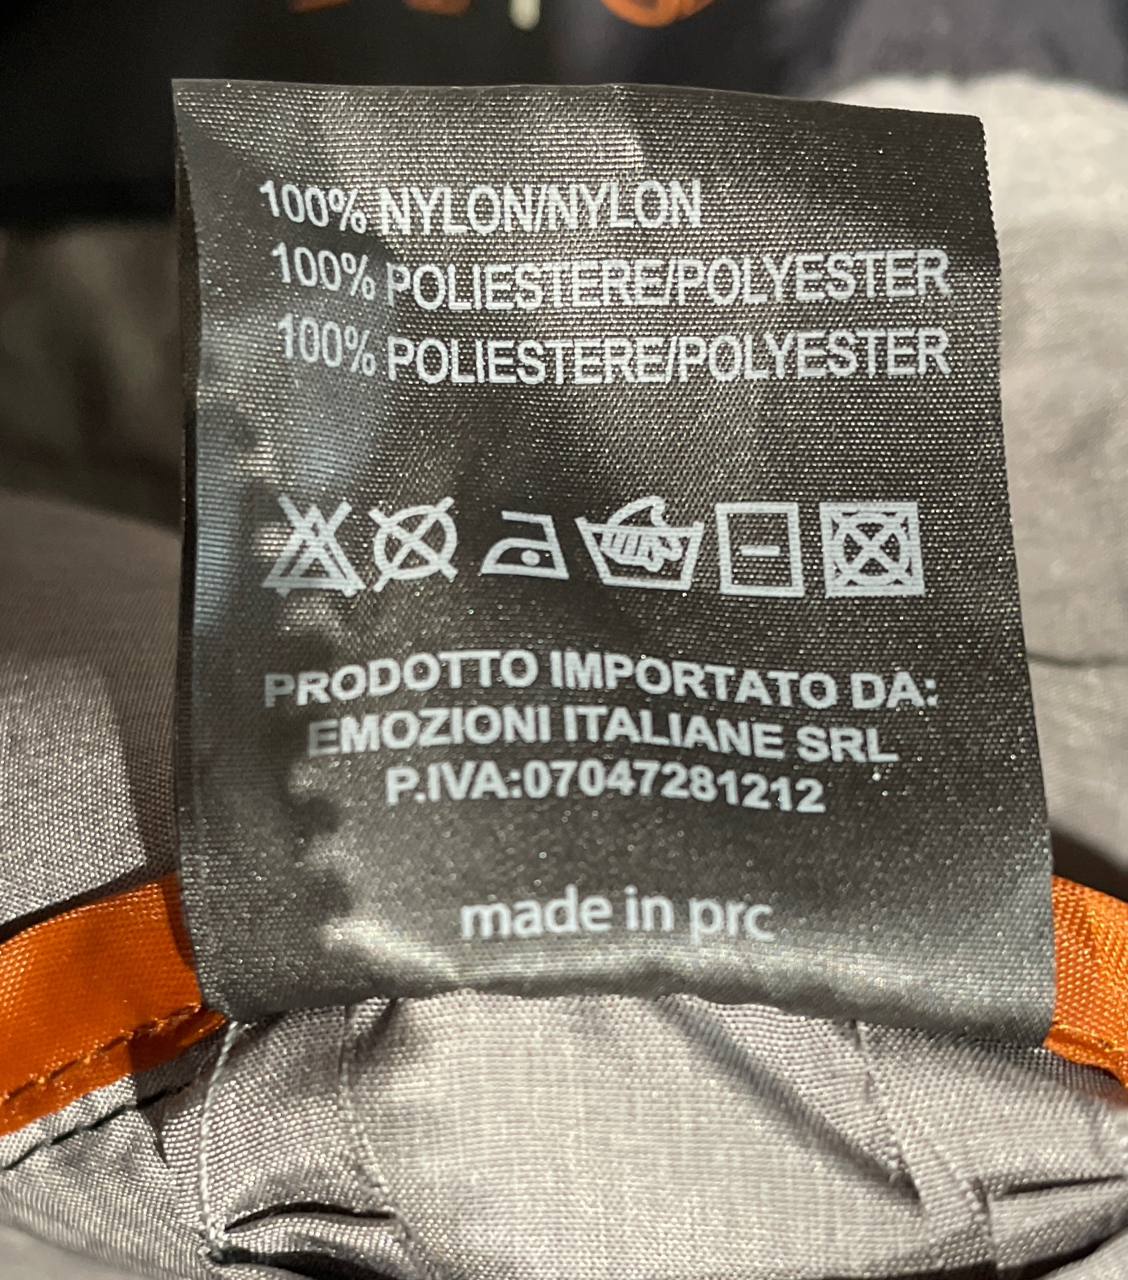 100% NYLON/NYLON
100% POLIESTERE/POLYESTER
100% POLIESTERE/POLYESTER
PRODOTTO IMPORTATO DA:
EMOZIONI ITALIANE SRL
P.IVA:07047281212
made in prc